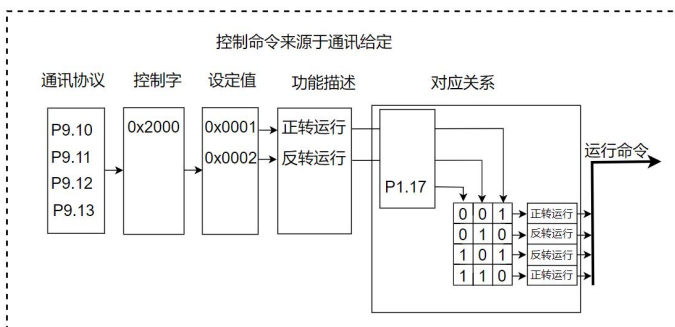 控制命令来源于通讯给定
通讯协议 控制字 设定值 功能描述 对应关系
P9.10 0x2000 0x0001 正转运行
P9.11 0x0002 反转运行
P9.12
P9.13
P1.17
运行命令
0 0 1 正转运行
0 1 0 反转运行
1 0 1 反转运行
1 1 0 正转运行